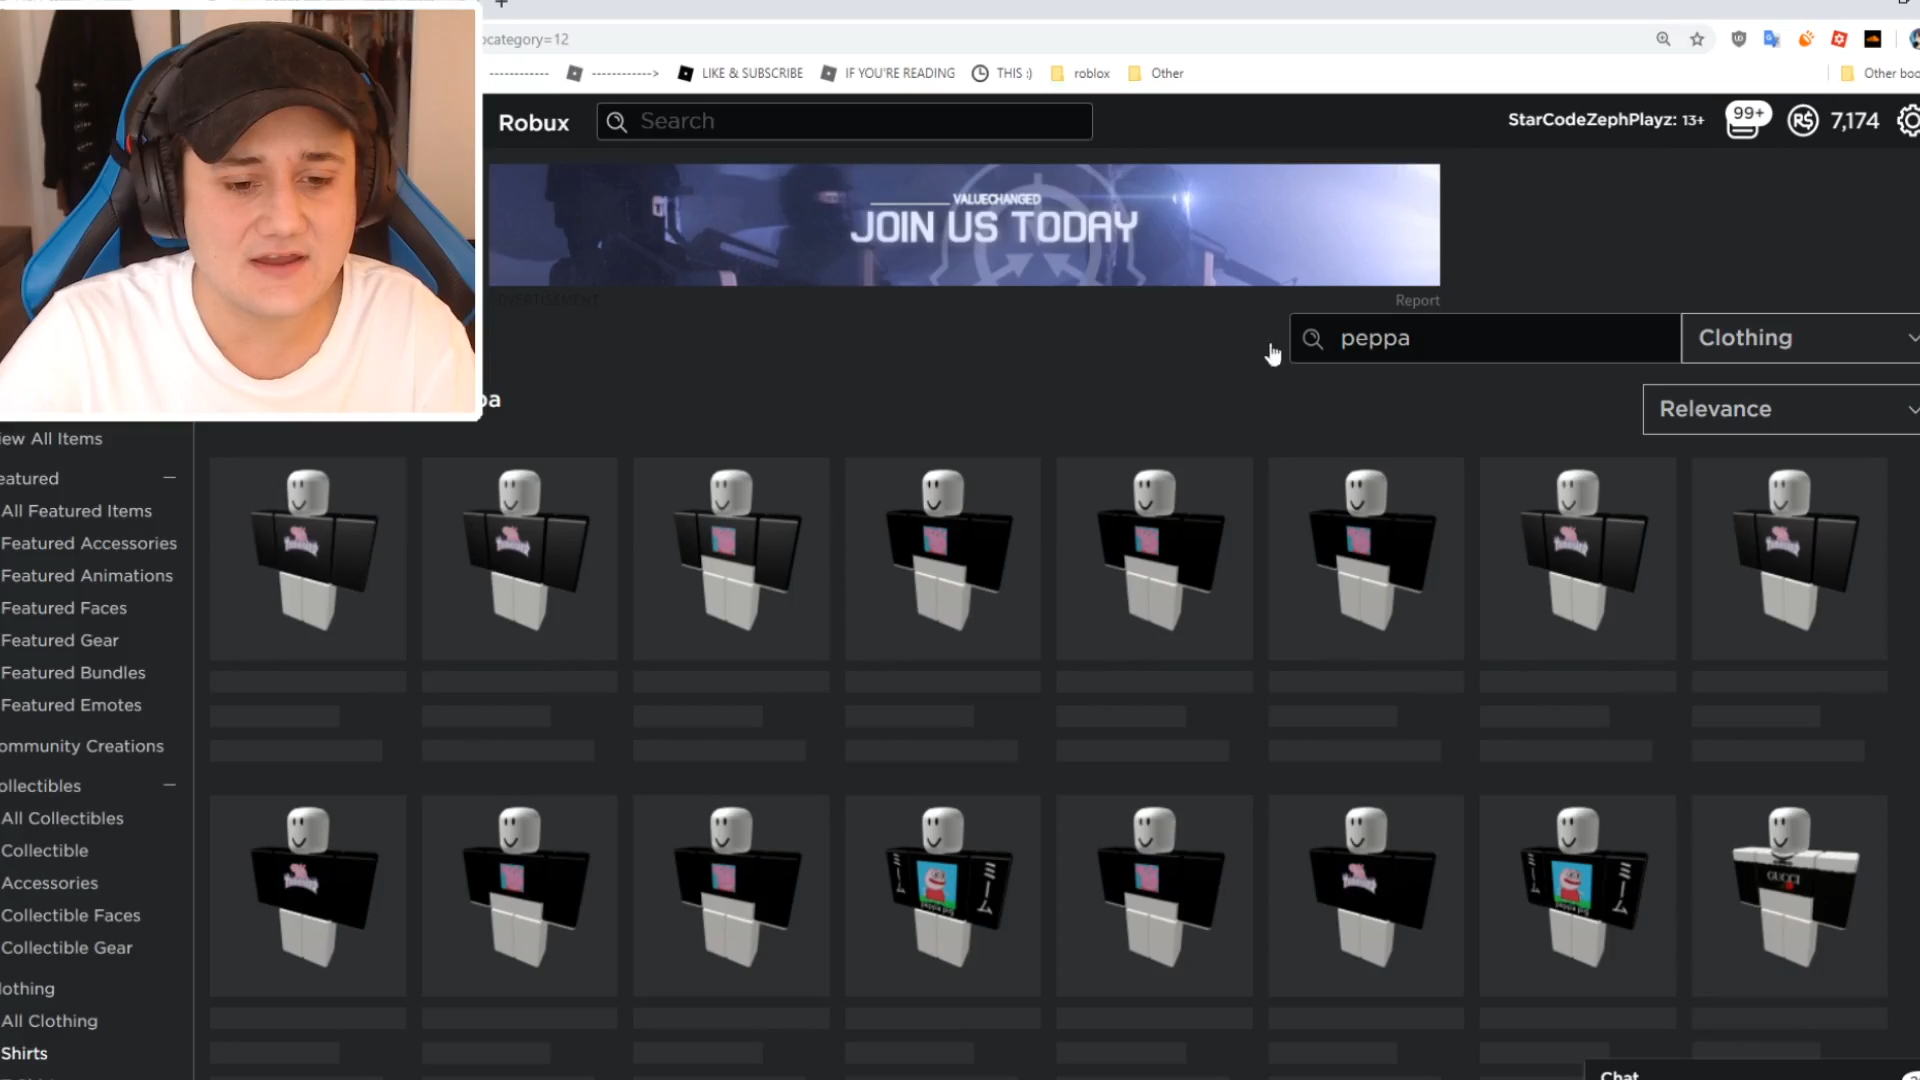 ocategory=12
------------
------------>
LIKE & SUBSCRIBE
IF YOU'RE READING
THIS :)
roblox
Other
Other boo
Robux
Search
StarCodeZephPlayz: 13+
99+
R$
7,174
VALUECHANGED
JOIN US TODAY
ADVERTISEMENT
Report
peppa
Clothing
pa
Relevance
iew All Items
eatured
All Featured Items
Featured Accessories
Featured Animations
Featured Faces
Featured Gear
Featured Bundles
Featured Emotes
ommunity Creations
ollectibles
All Collectibles
Collectible
Accessories
Collectible Faces
Collectible Gear
lothing
All Clothing
Shirts
GUCCI
Chat